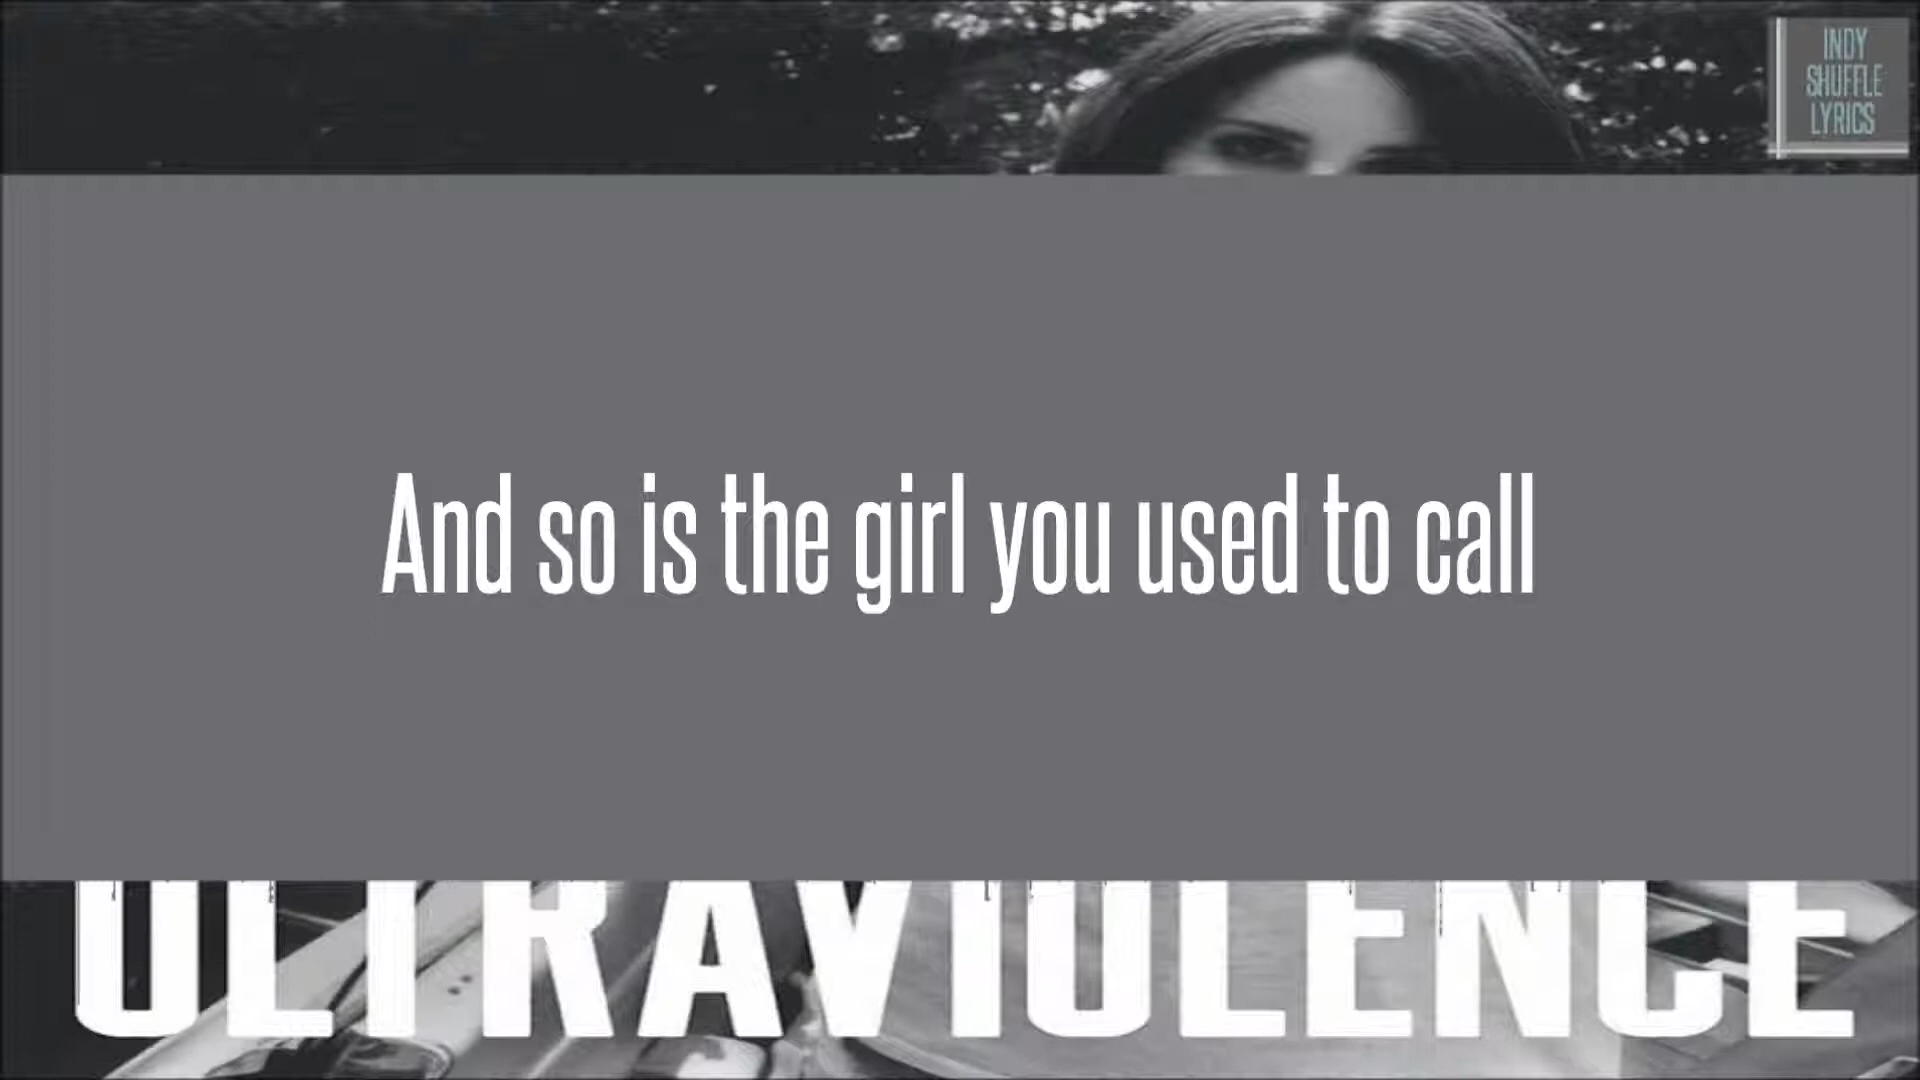 INDY
SHUFFLE
LYRICS
And so is the girl you used to call
ULTRAVIOLENCE